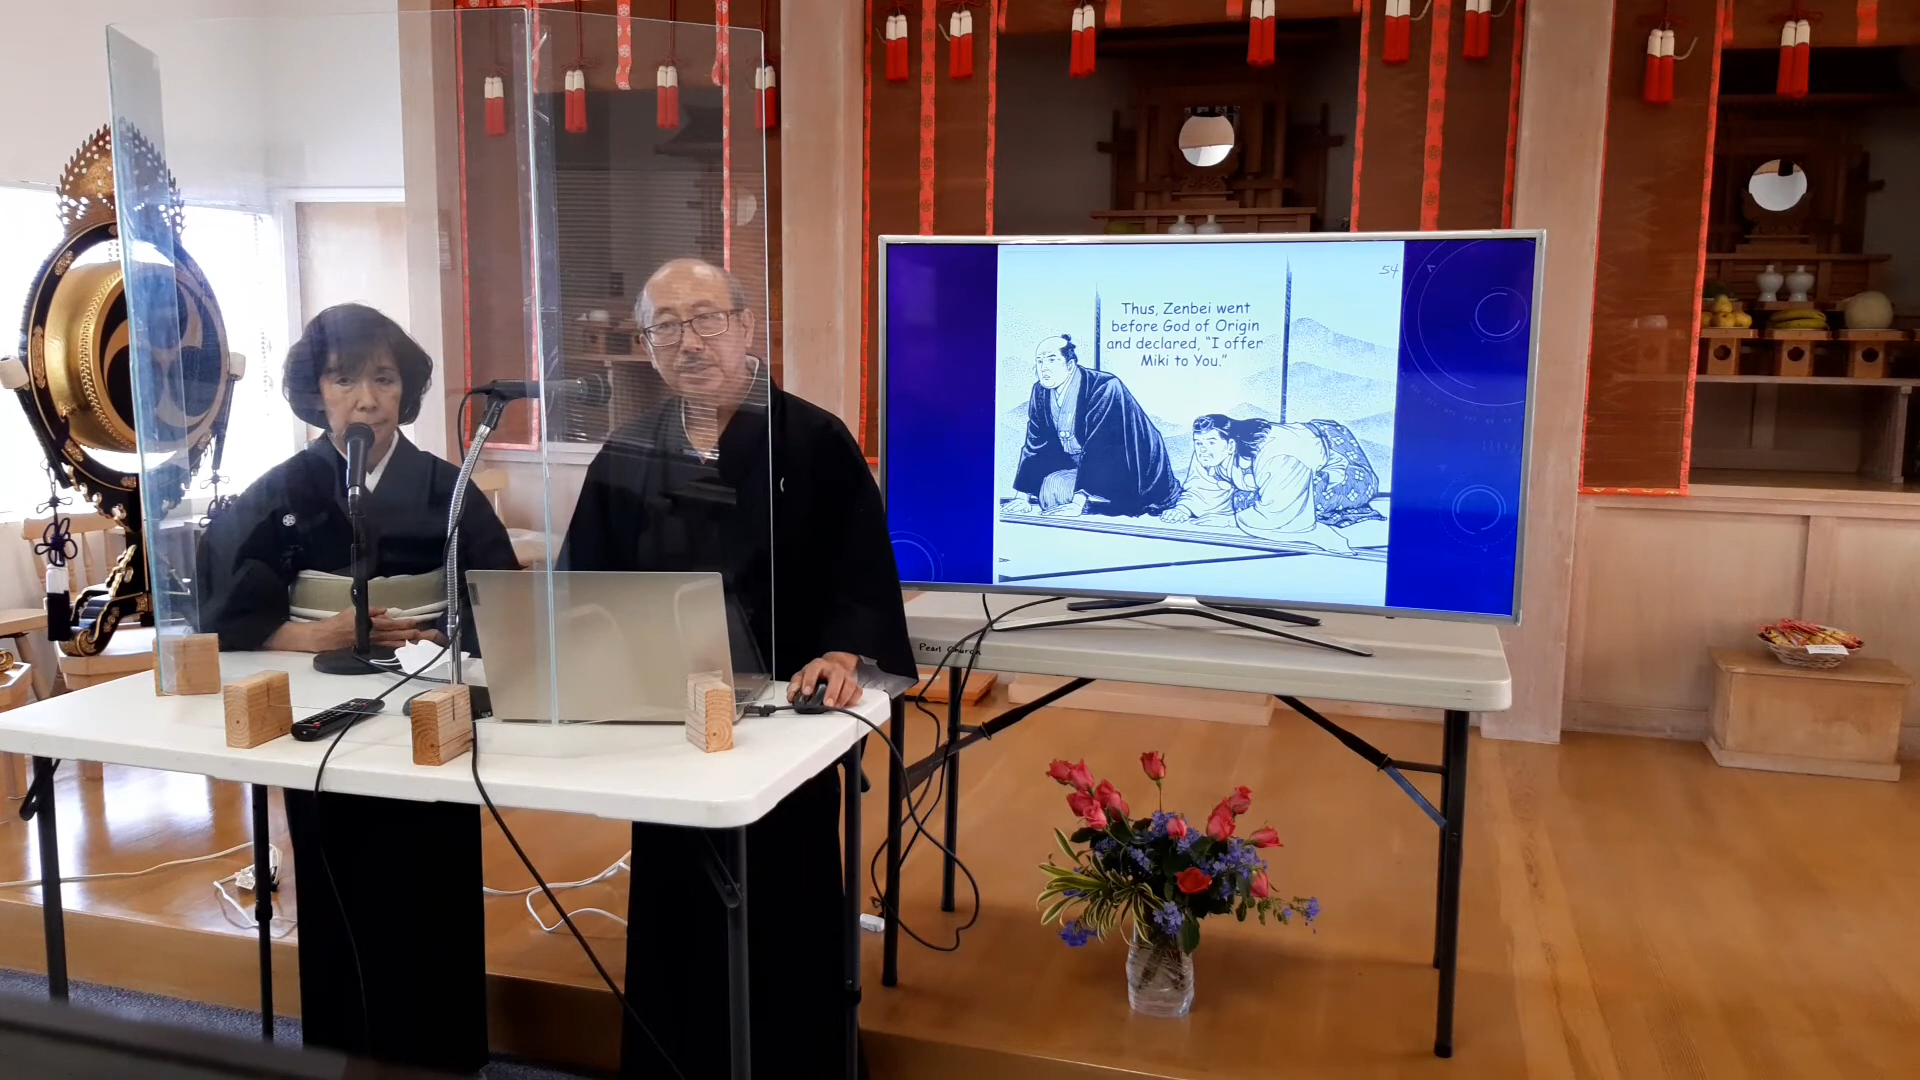 54
Thus, Zenbei went
before God of Origin
and declared, “I offer
Miki to You.”
Pearl Church